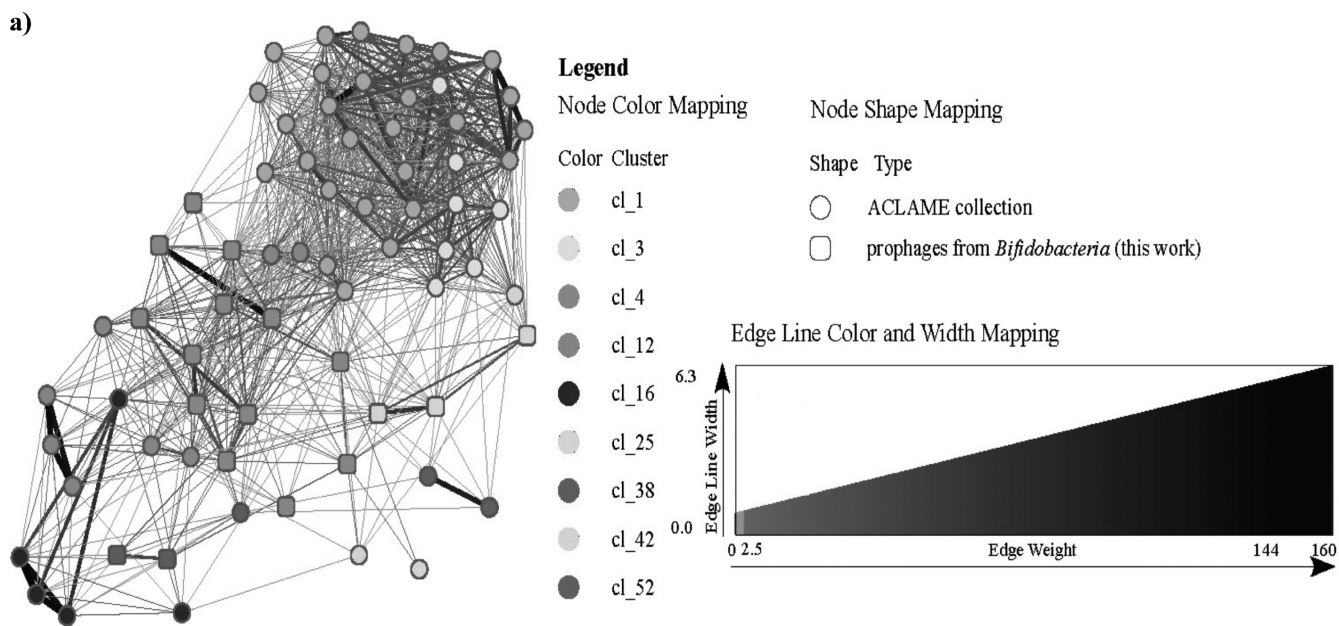 a)
Legend
Node Color Mapping
Node Shape Mapping
Color Cluster
Shape Type
cl_1
ACLAME collection
cl_3
prophages from Bifidobacteria (this work)
cl_4
cl_12
cl_16
cl_25
cl_38
cl_42
cl_52
Edge Line Color and Width Mapping
6.3
Edge Line Width
0.0
0 2.5 Edge Weight 144 160